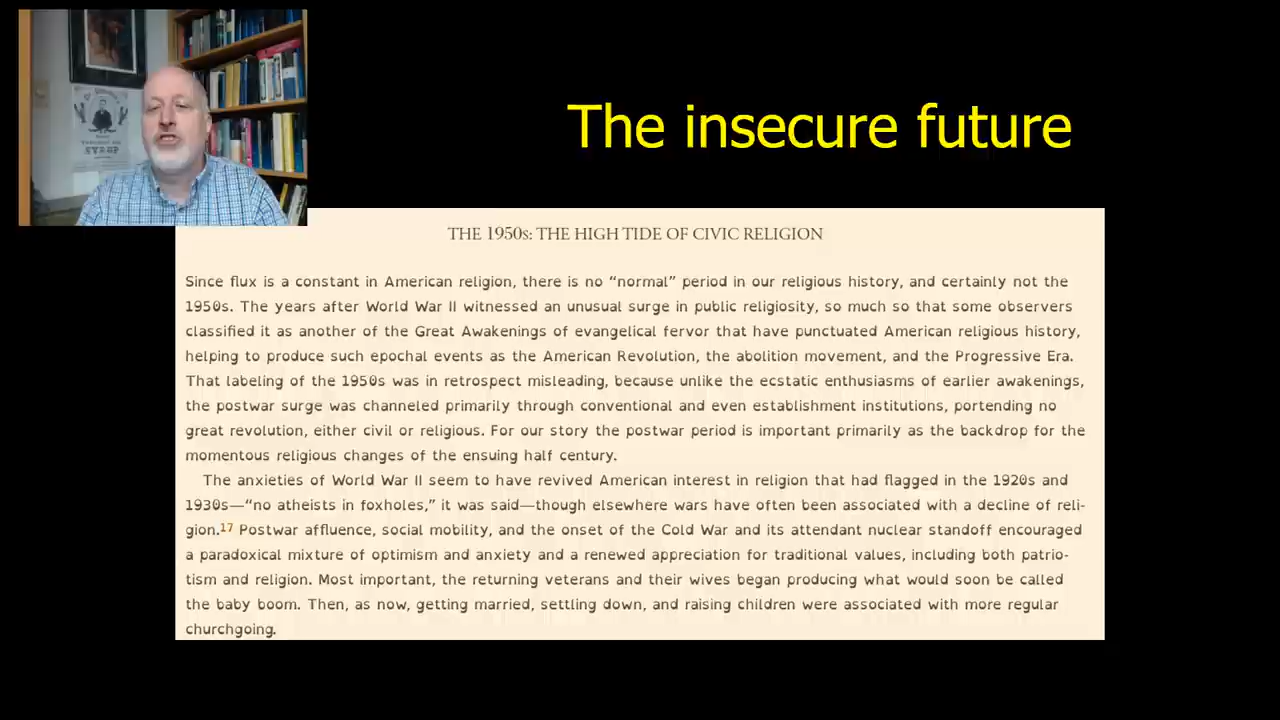 The insecure future
SYRUP
THE 1950s: THE HIGH TIDE OF CIVIC RELIGION
Since flux is a constant in American religion, there is no “normal” period in our religious history, and certainly not the
1950s. The years after World War II witnessed an unusual surge in public religiosity, so much so that some observers
classified it as another of the Great Awakenings of evangelical fervor that have punctuated American religious history,
helping to produce such epochal events as the American Revolution, the abolition movement, and the Progressive Era.
That labeling of the 1950s was in retrospect misleading, because unlike the ecstatic enthusiasms of earlier awakenings,
the postwar surge was channeled primarily through conventional and even establishment institutions, portending no
great revolution, either civil or religious. For our story the postwar period is important primarily as the backdrop for the
momentous religious changes of the ensuing half century.
The anxieties of World War II seem to have revived American interest in religion that had flagged in the 1920s and
1930s—“no atheists in foxholes,” it was said—though elsewhere wars have often been associated with a decline of reli-
gion.17 Postwar affluence, social mobility, and the onset of the Cold War and its attendant nuclear standoff encouraged
a paradoxical mixture of optimism and anxiety and a renewed appreciation for traditional values, including both patrio-
tism and religion. Most important, the returning veterans and their wives began producing what would soon be called
the baby boom. Then, as now, getting married, settling down, and raising children were associated with more regular
churchgoing.